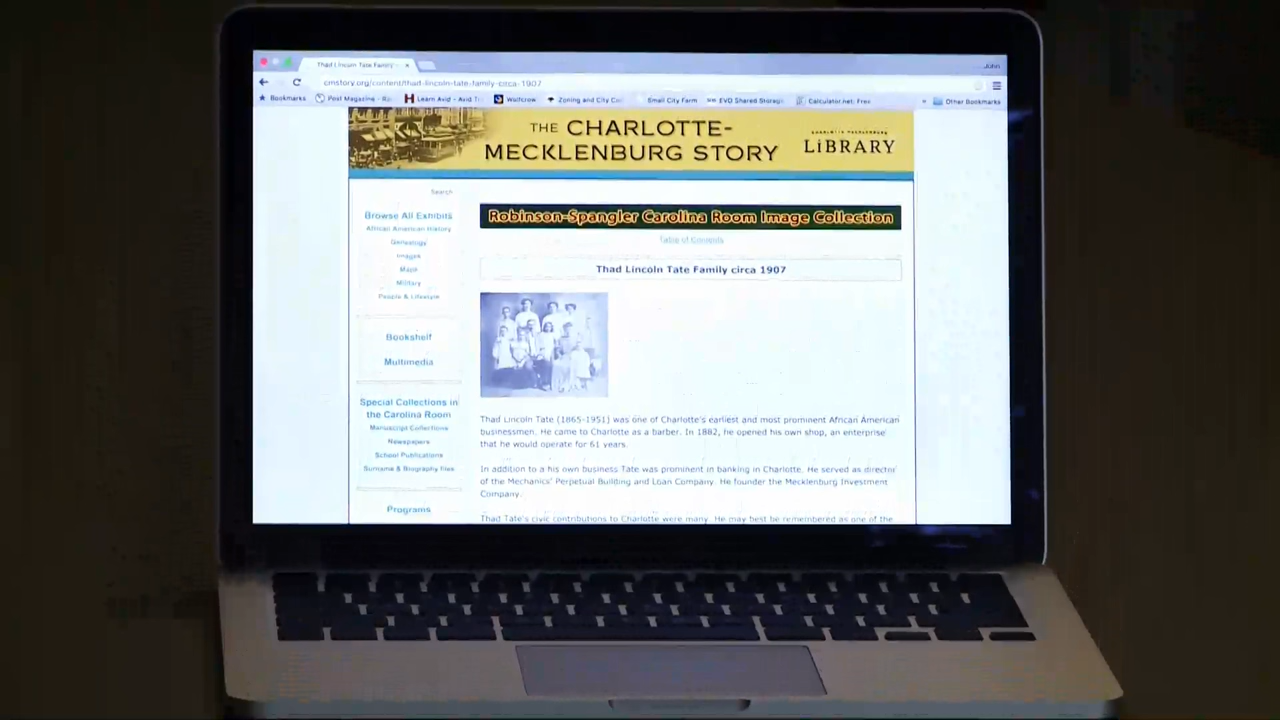 Thad Lincoln Tate Family
John
cmstory.org/content/thad-lincoln-tate-family-circa-1907
Bookmarks
Post Magazine - Ro
Learn Avid - Avid Tr
Wolfcrow
Zoning and City Co
Small City Farm
EVO Shared Storag
Calculator.net: Free
Other Bookmarks
THE CHARLOTTE-
MECKLENBURG STORY
CHARLOTTE MECKLENBURG
LiBRARY
Search
Browse All Exhibits
African American History
Genealogy
Images
Maps
Military
People & Lifestyle
Bookshelf
Multimedia
Special Collections in
the Carolina Room
Manuscript Collections
Newspapers
School Publications
Surname & Biography files
Programs
Robinson-Spangler Carolina Room Image Collection
Table of Contents
Thad Lincoln Tate Family circa 1907
Thad Lincoln Tate (1865-1951) was one of Charlotte's earliest and most prominent African American
businessmen. He came to Charlotte as a barber. In 1882, he opened his own shop, an enterprise
that he would operate for 61 years.
In addition to a his own business Tate was prominent in banking in Charlotte. He served as director
of the Mechanics' Perpetual Building and Loan Company. He founder the Mecklenburg Investment
Company.
Thad Tate's civic contributions to Charlotte were many. He may best be remembered as one of the